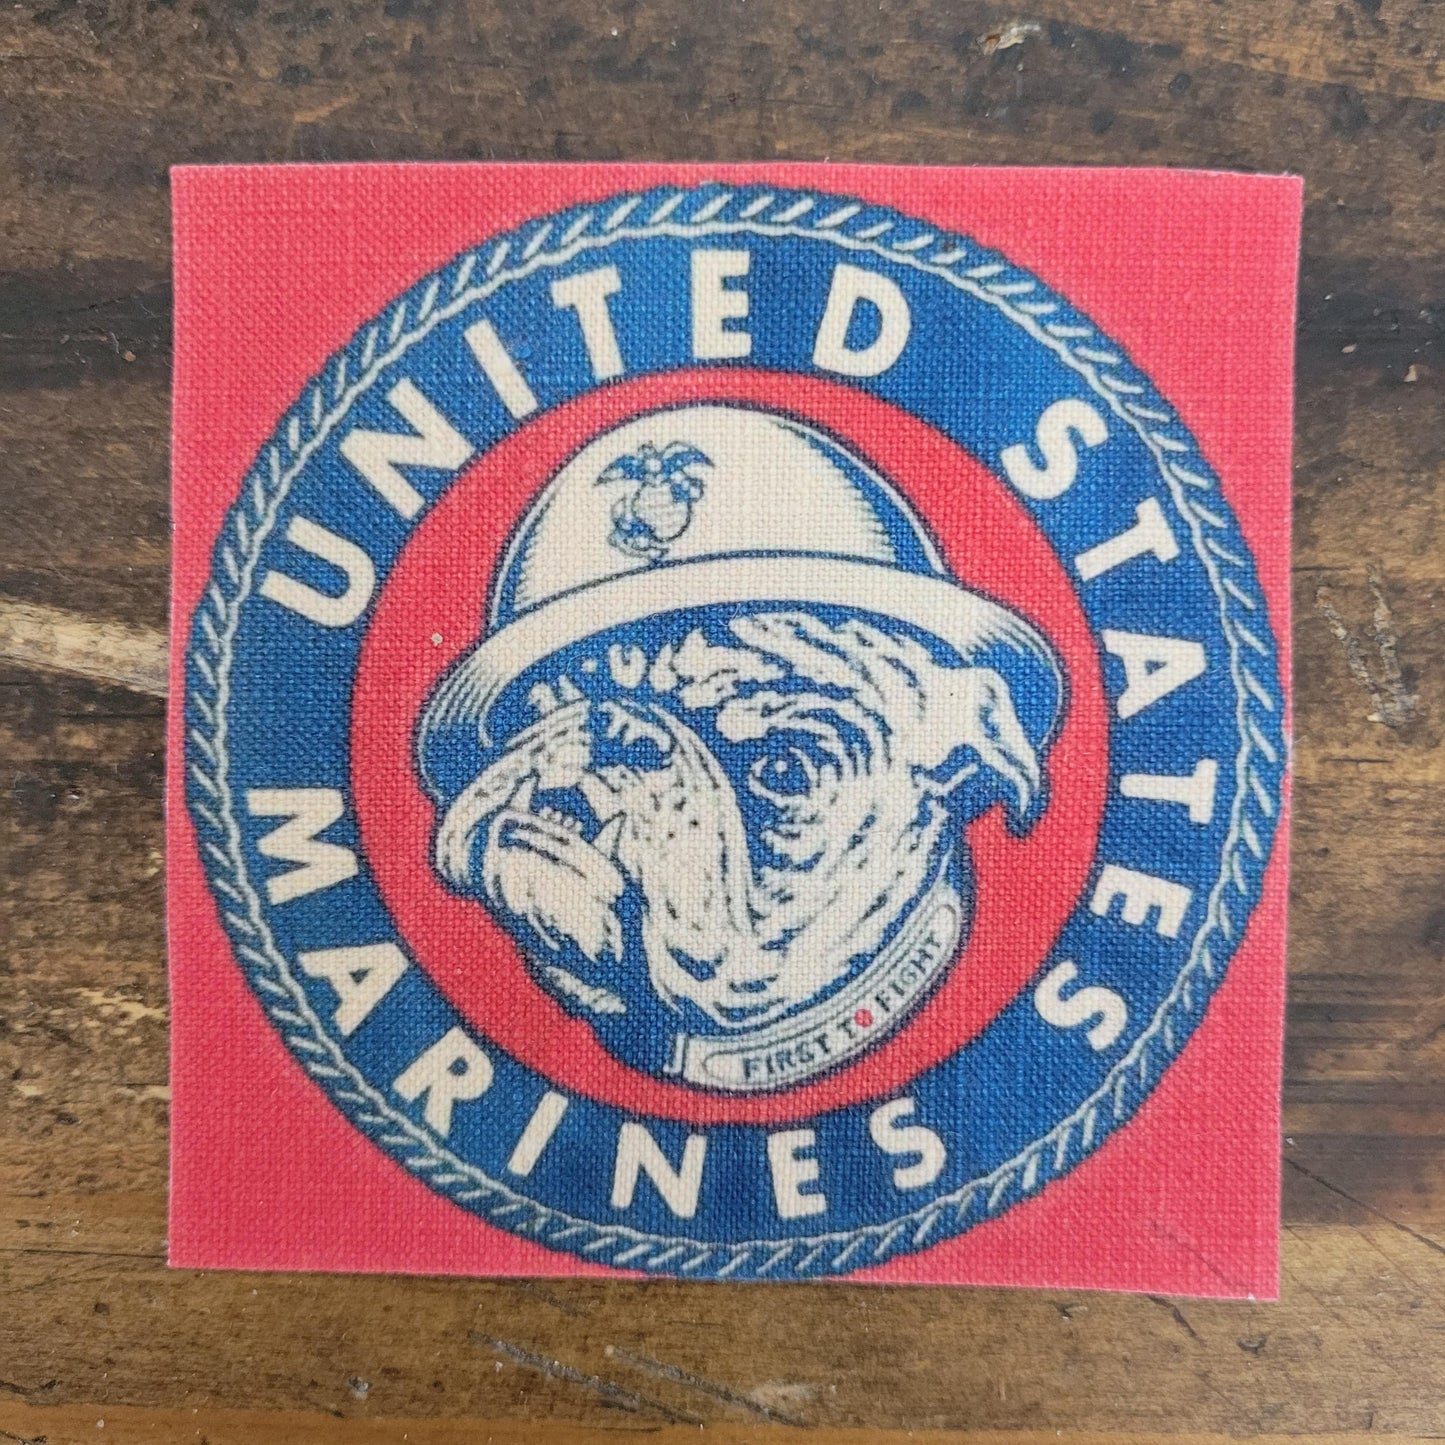 UNITED STATES
MARINES
FIRST TO FIGHT